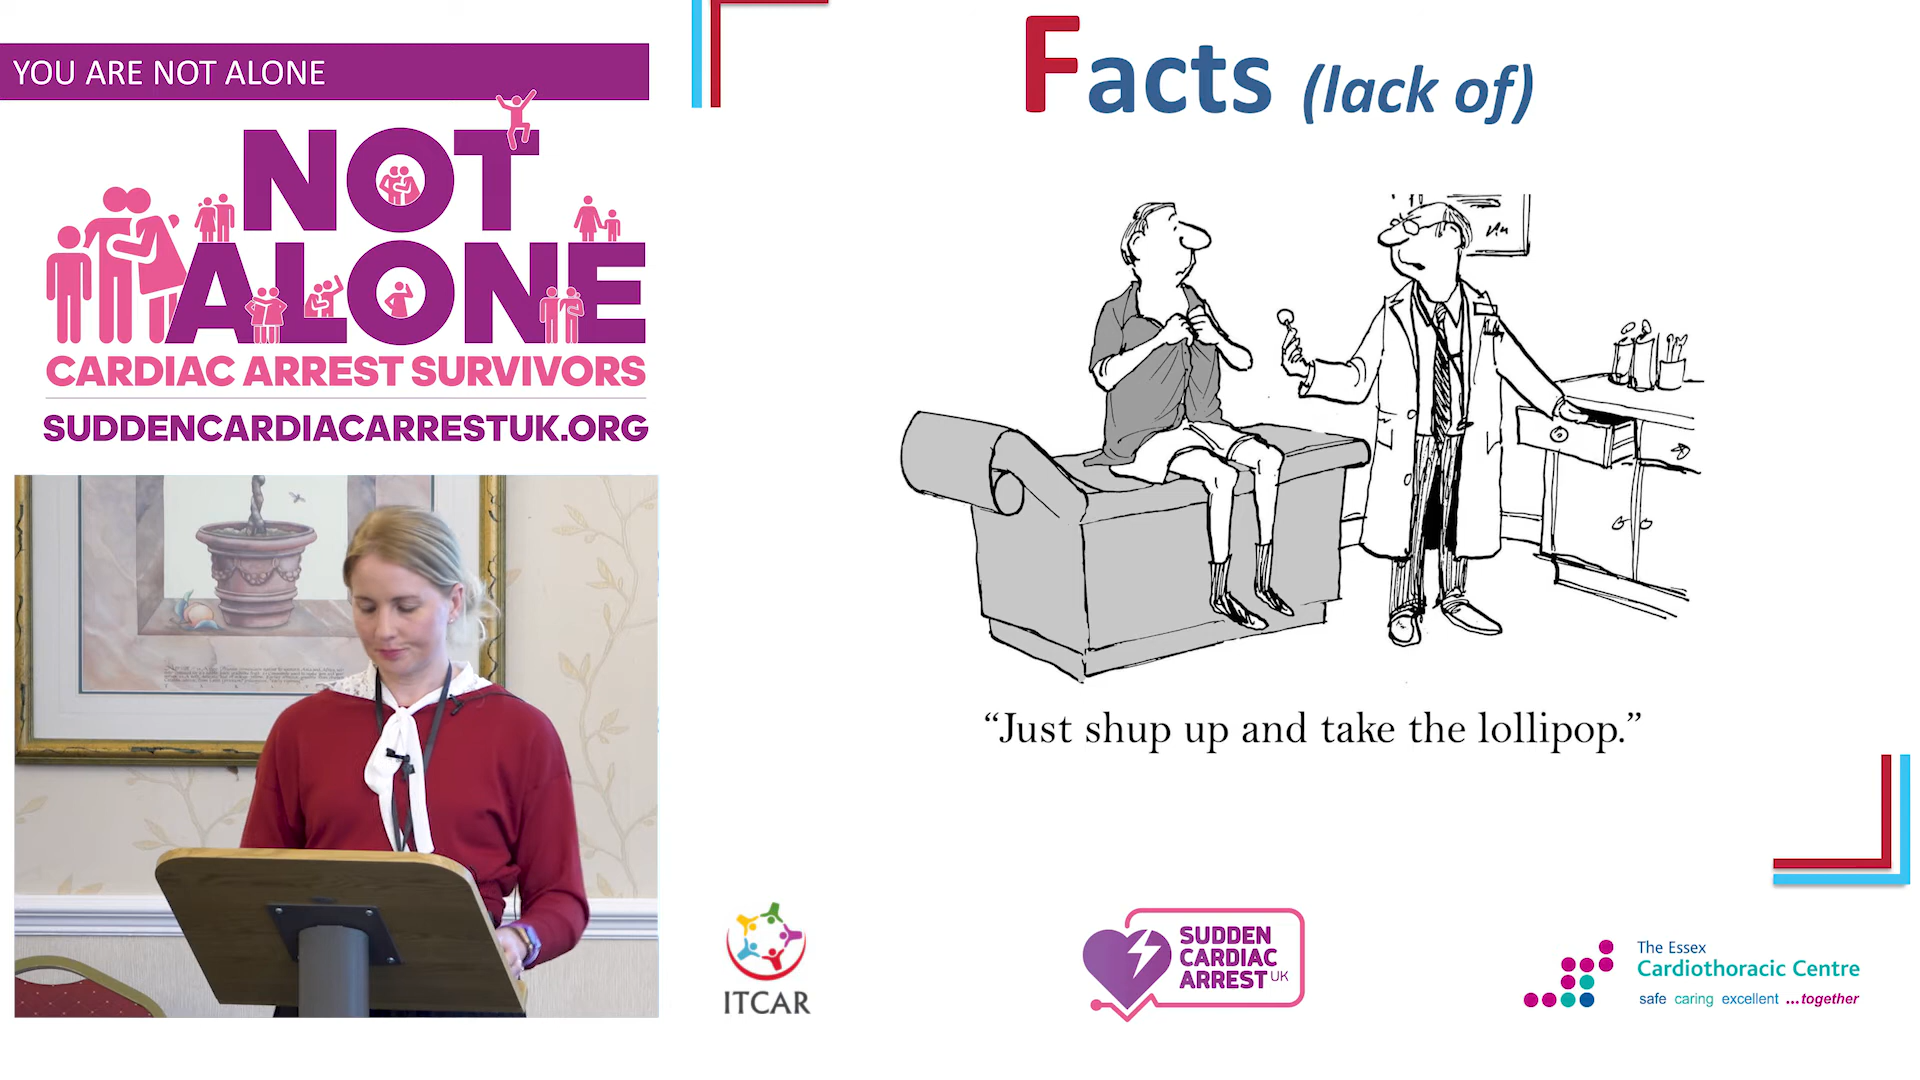 YOU ARE NOT ALONE
NOT
ALONE
CARDIAC ARREST SURVIVORS
SUDDENCARDIACARRESTUK.ORG
Facts (lack of)
“Just shup up and take the lollipop.”
ITCAR
SUDDEN
CARDIAC
ARREST UK
The Essex
Cardiothoracic Centre
safe caring excellent ...together